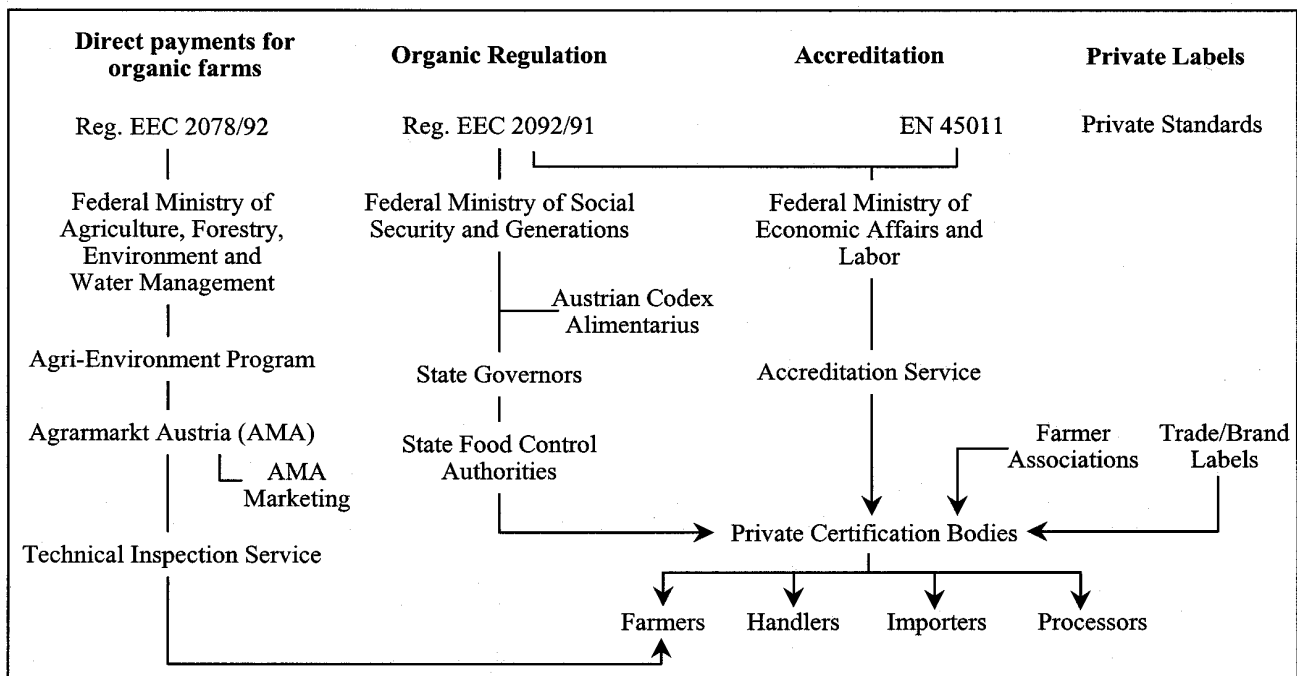 Direct payments for
organic farms
Organic Regulation
Accreditation
Private Labels
Reg. EEC 2078/92
Reg. EEC 2092/91
EN 45011
Private Standards
Federal Ministry of
Agriculture, Forestry,
Environment and
Water Management
Federal Ministry of Social
Security and Generations
Federal Ministry of
Economic Affairs and
Labor
Austrian Codex
Alimentarius
Agri-Environment Program
State Governors
Accreditation Service
Agrarmarkt Austria (AMA)
AMA
Marketing
State Food Control
Authorities
Farmer
Associations
Trade/Brand
Labels
Private Certification Bodies
Technical Inspection Service
Farmers
Handlers
Importers
Processors